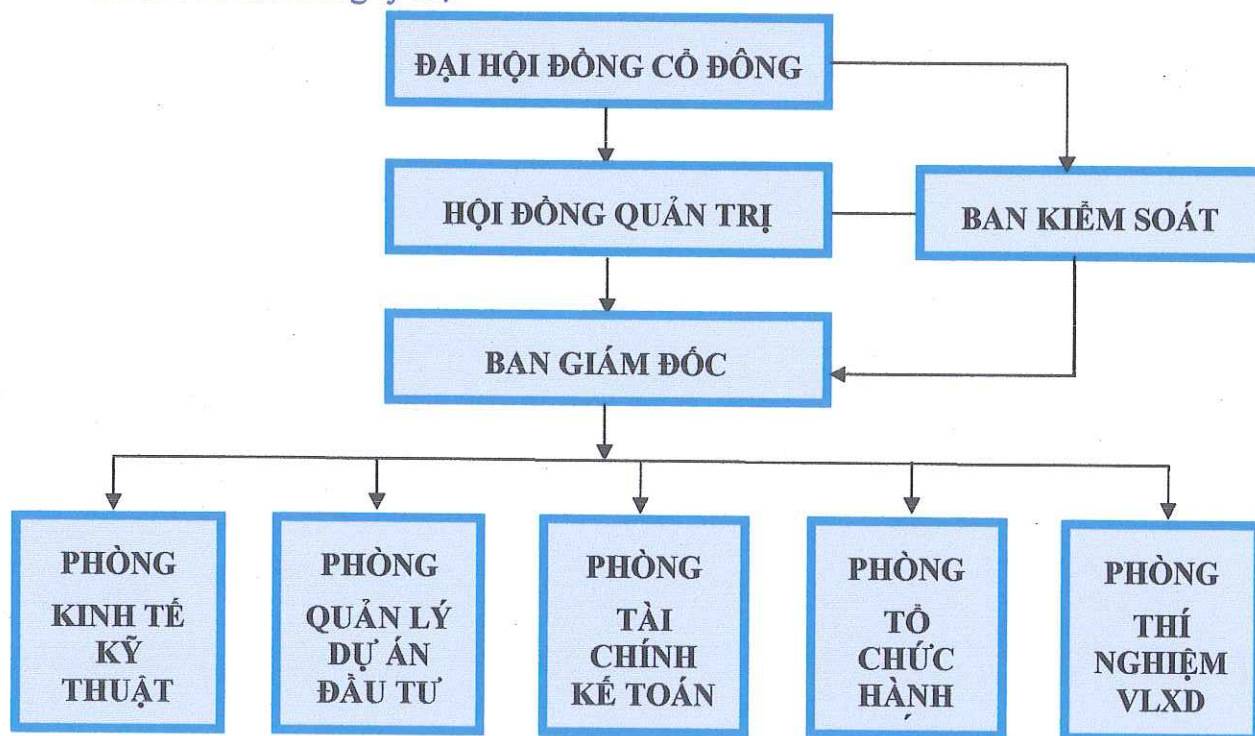 ĐẠI HỘI ĐỒNG CỔ ĐÔNG
HỘI ĐỒNG QUẢN TRỊ
BAN KIỂM SOÁT
BAN GIÁM ĐỐC
PHÒNG
KINH TẾ
KỸ
THUẬT
PHÒNG
QUẢN LÝ
DỰ ÁN
ĐẦU TƯ
PHÒNG
TÀI
CHÍNH
KẾ TOÁN
PHÒNG
TỔ
CHỨC
HÀNH
PHÒNG
THÍ
NGHIỆM
VLXD